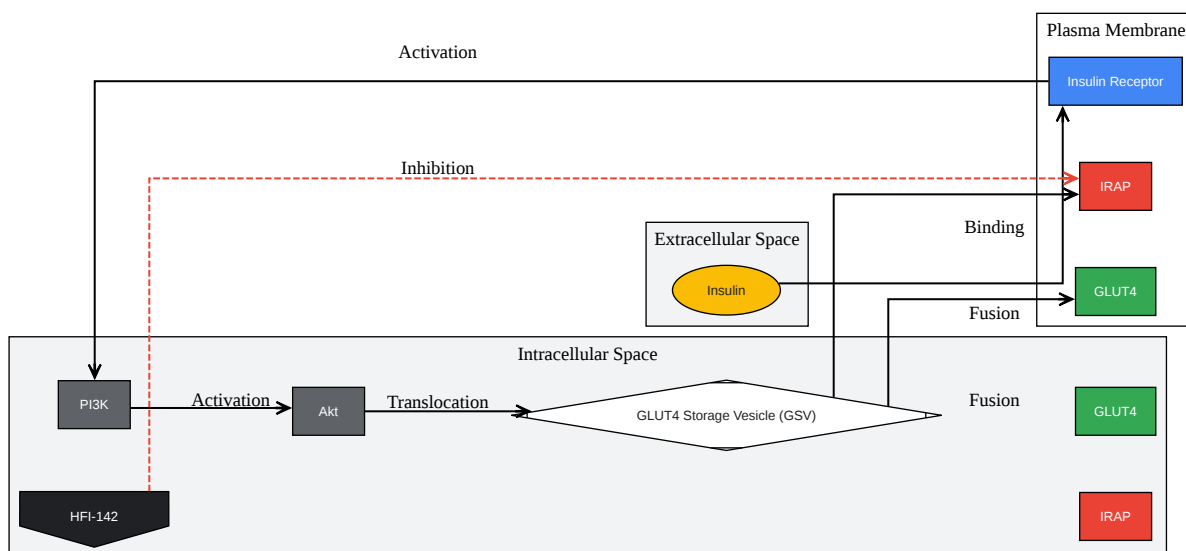 Plasma Membrane
Activation
Insulin Receptor
Inhibition
IRAP
Binding
Extracellular Space
Insulin
GLUT4
Fusion
Intracellular Space
PI3K
Activation
Akt
Translocation
GLUT4 Storage Vesicle (GSV)
Fusion
GLUT4
HFI-142
IRAP